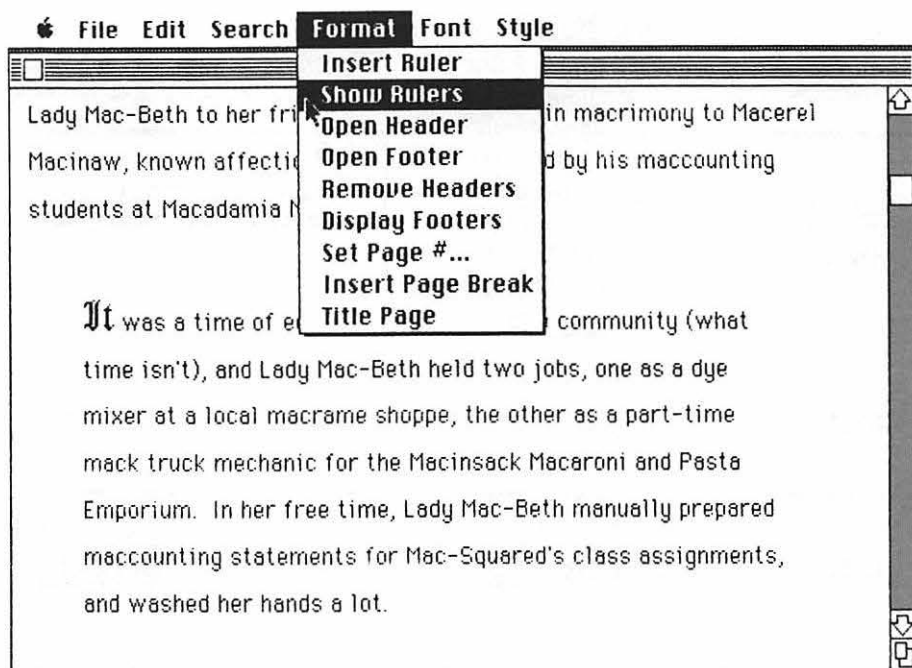 File Edit Search Format Font Style
Insert Ruler
Show Rulers
Open Header
Open Footer
Remove Headers
Display Footers
Set Page #...
Insert Page Break
Title Page
Lady Mac-Beth to her fri in macrimony to Macerel
Macinaw, known affectio d by his maccounting
students at Macadamia
It was a time of e community (what
time isn't), and Lady Mac-Beth held two jobs, one as a dye
mixer at a local macrame shoppe, the other as a part-time
mack truck mechanic for the Macinsack Macaroni and Pasta
Emporium. In her free time, Lady Mac-Beth manually prepared
maccounting statements for Mac-Squared's class assignments,
and washed her hands a lot.